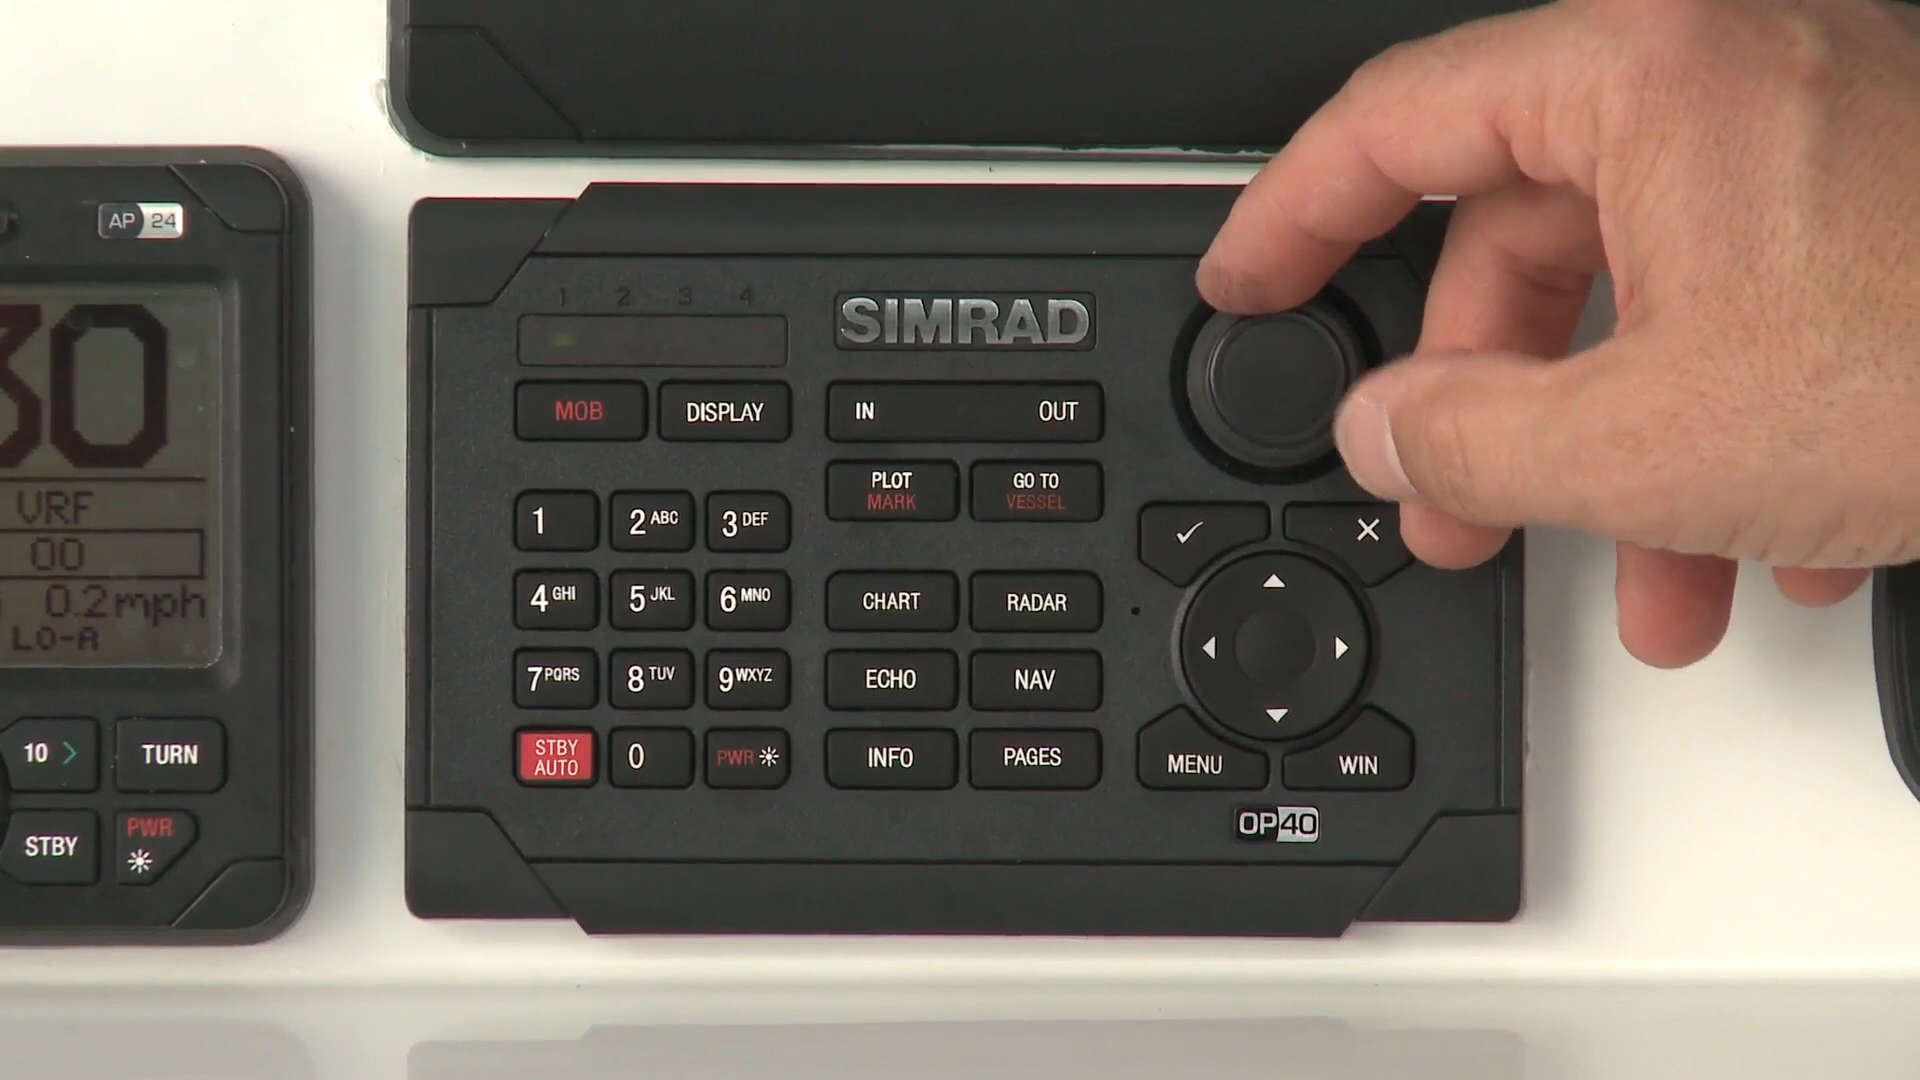 AP 24
30
VRF
00
0.2 mph
LO-A
10 >
TURN
STBY
PWR
1 2 3 4
SIMRAD
MOB
DISPLAY
IN
OUT
PLOT
MARK
GO TO
VESSEL
1
2 ABC
3 DEF
4 GHI
5 JKL
6 MNO
7 PQRS
8 TUV
9 WXYZ
STBY
AUTO
0
PWR
CHART
RADAR
ECHO
NAV
INFO
PAGES
MENU
WIN
OP40